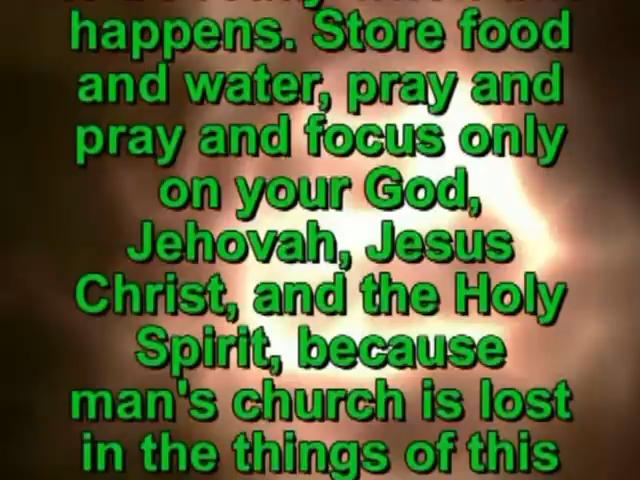 happens. Store food
and water, pray and
pray and focus only
on your God,
Jehovah, Jesus
Christ, and the Holy
Spirit, because
man's church is lost
in the things of this